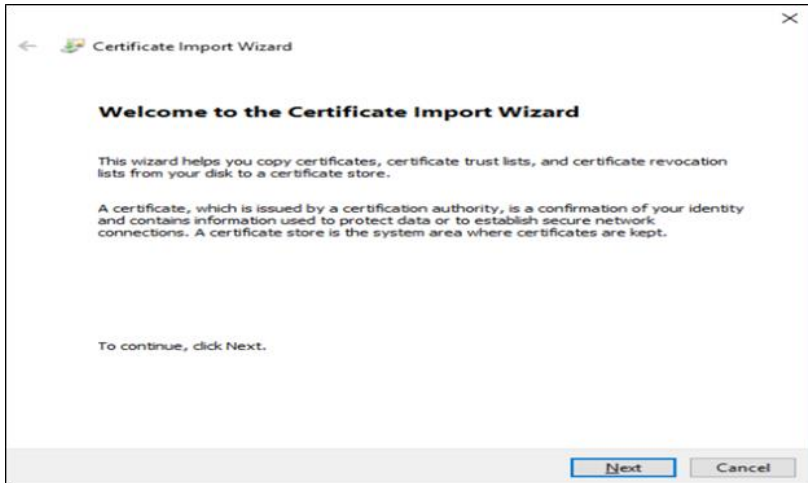 Certificate Import Wizard
Welcome to the Certificate Import Wizard
This wizard helps you copy certificates, certificate trust lists, and certificate revocation
lists from your disk to a certificate store.
A certificate, which is issued by a certification authority, is a confirmation of your identity
and contains information used to protect data or to establish secure network
connections. A certificate store is the system area where certificates are kept.
To continue, click Next.
Next
Cancel